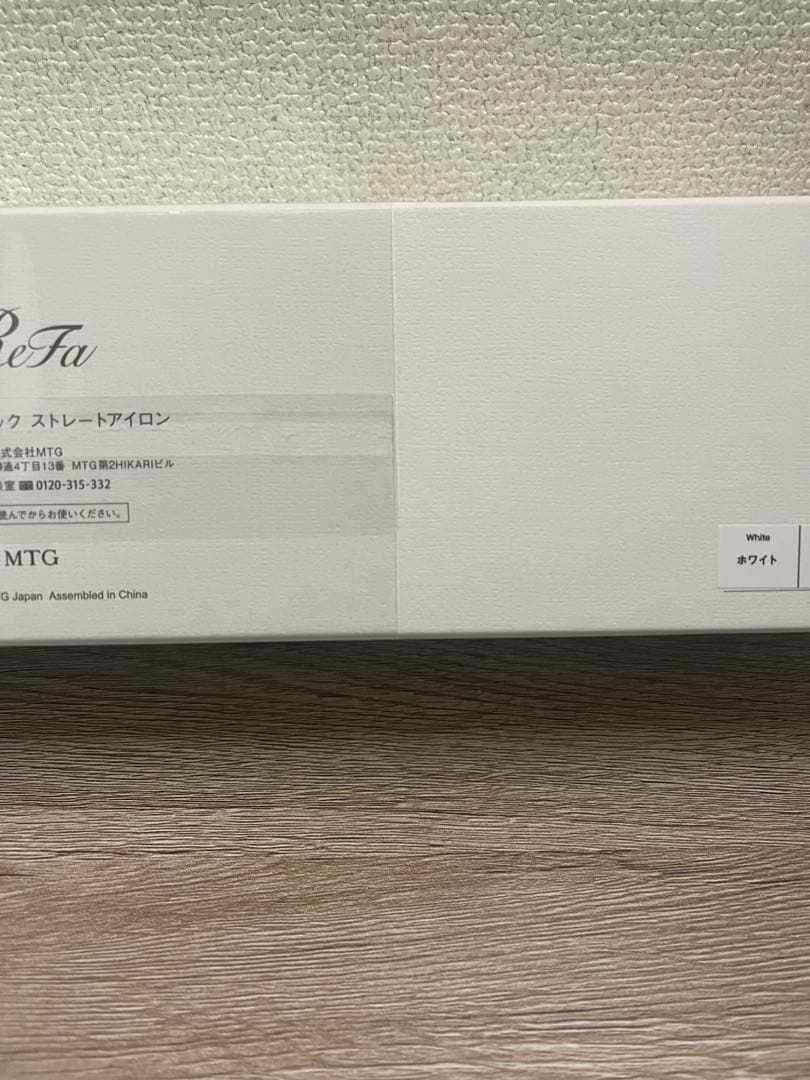 ReFa
ック ストレートアイロン
式会社MTG
通4丁目13番 MTG第2HIKARIビル
室 0120-315-332
読んでからお使いください。
MTG
G Japan Assembled in China
White
ホワイト